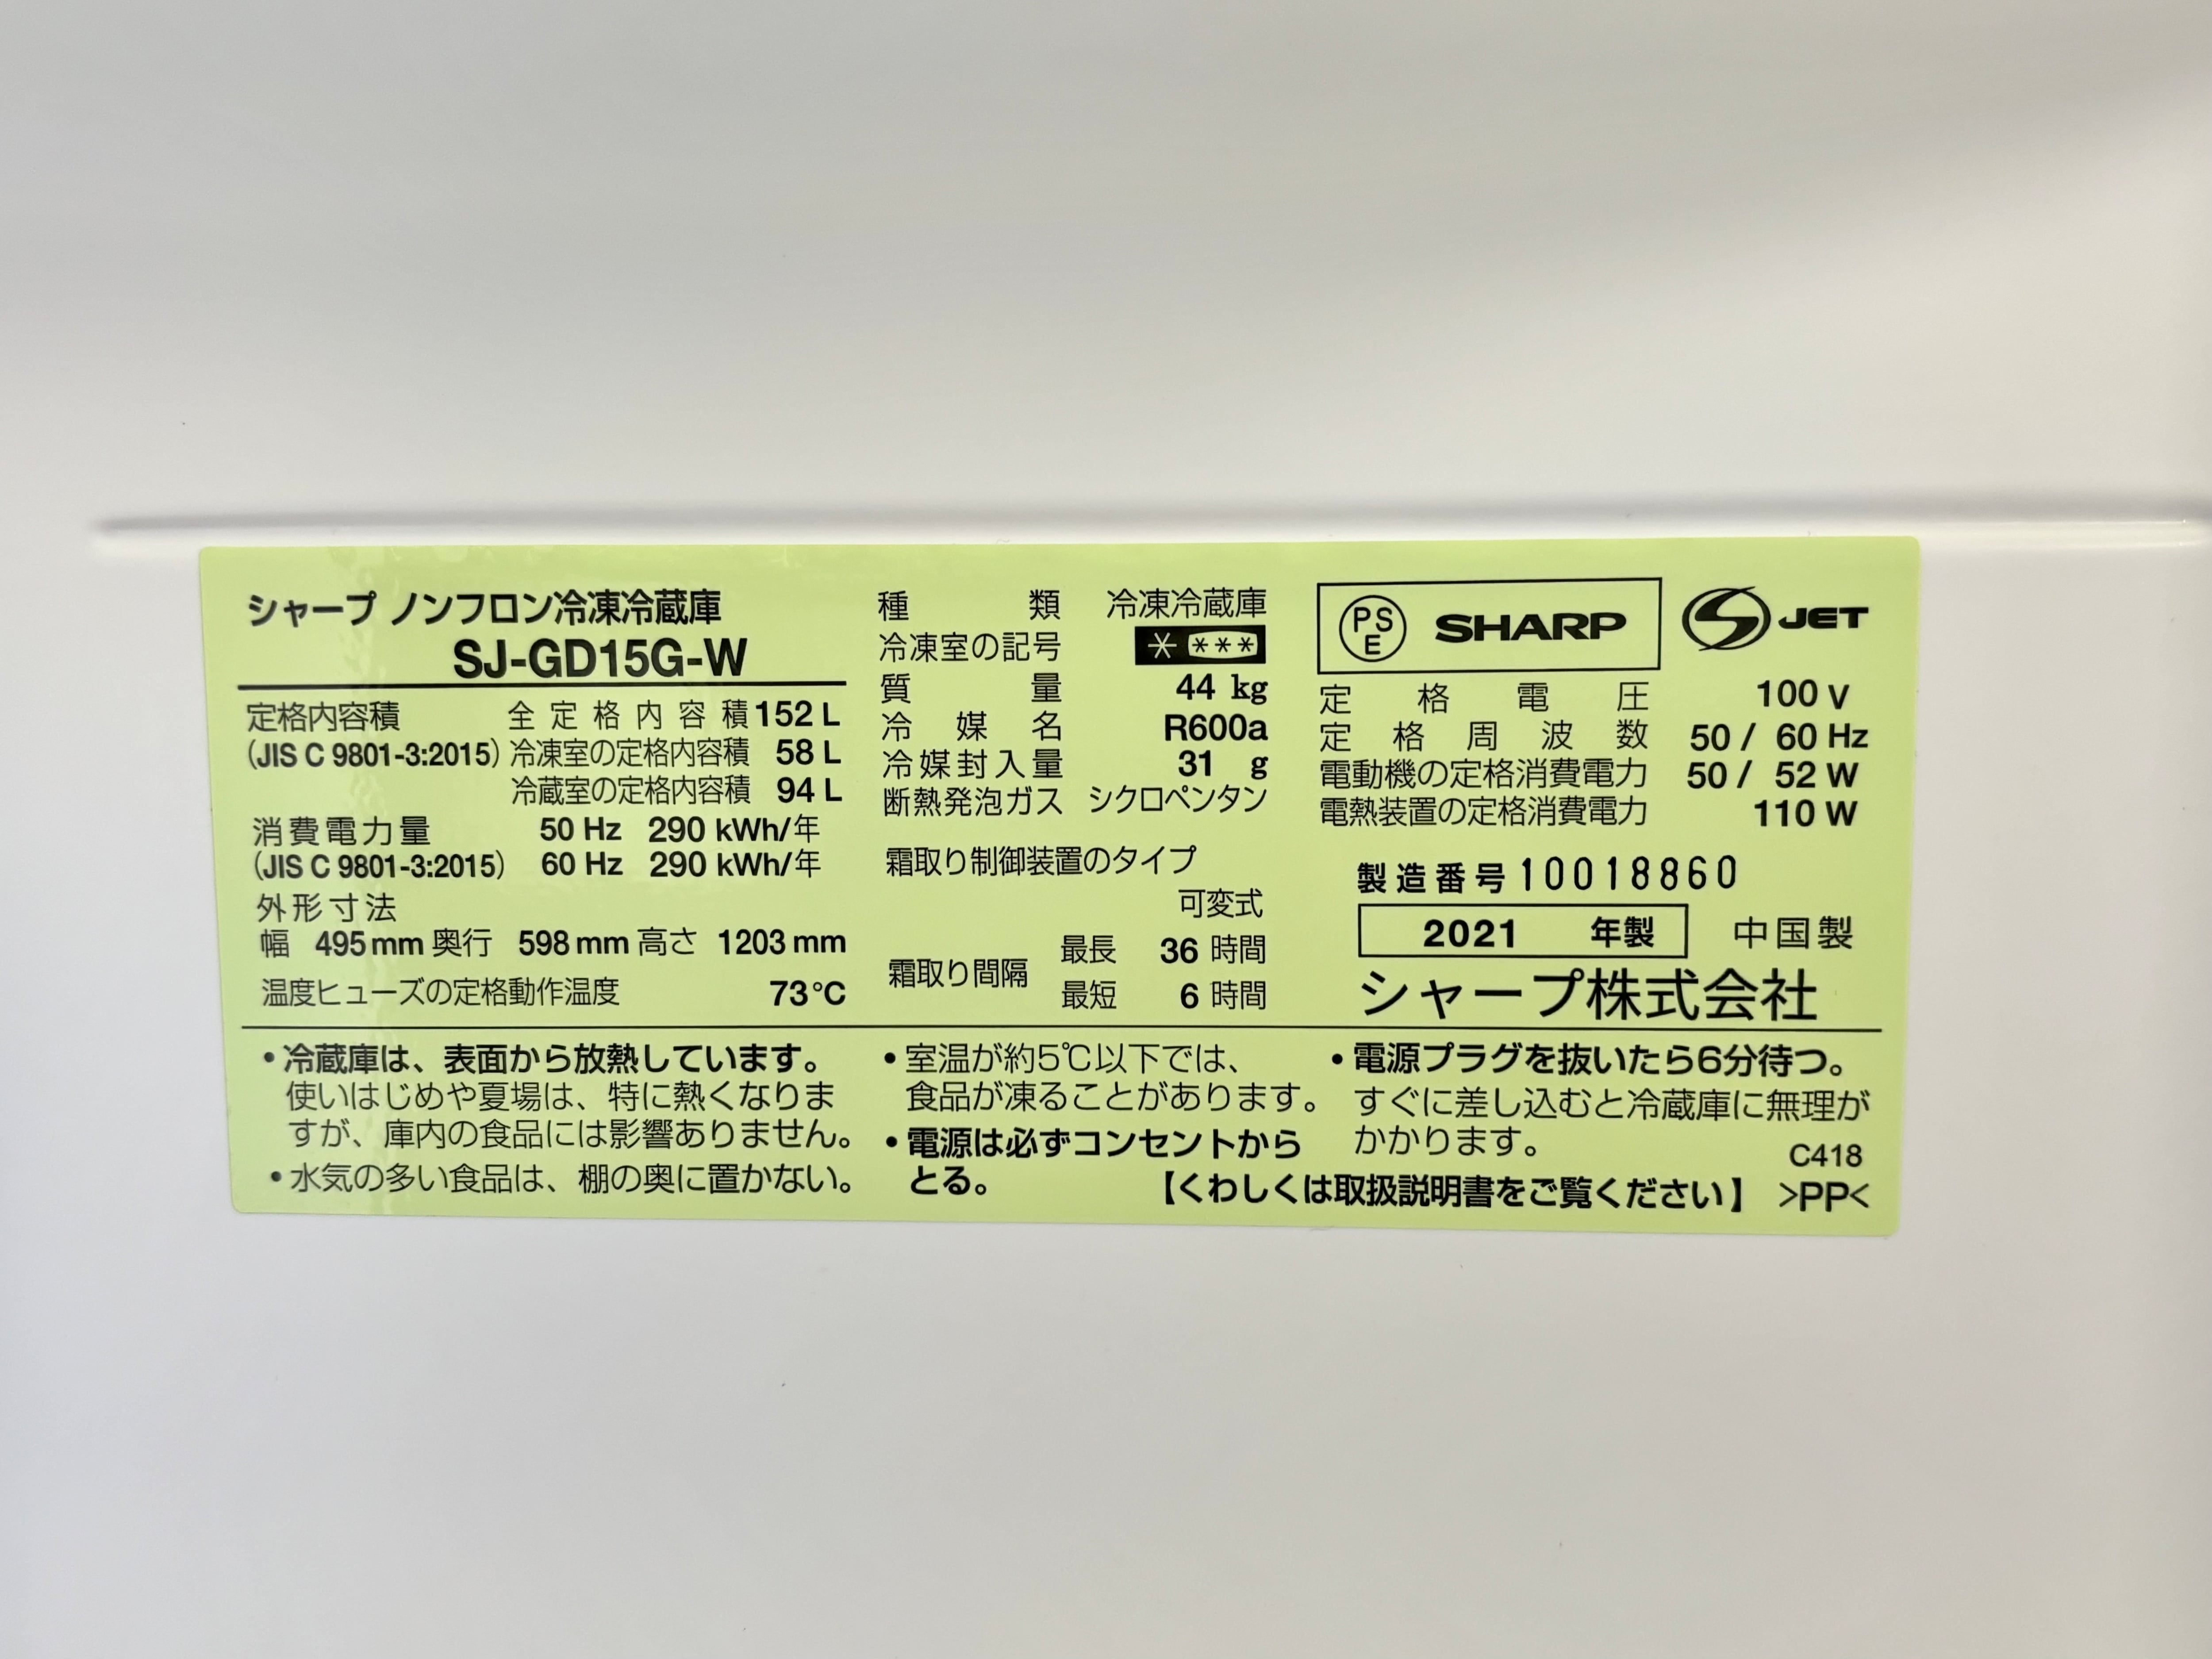 シャープ ノンフロン冷凍冷蔵庫
SJ-GD15G-W
定格内容積 全定格内容積 152 L
(JIS C 9801-3:2015) 冷凍室の定格内容積 58 L
冷蔵室の定格内容積 94 L
消費電力量 50 Hz 290 kWh/年
(JIS C 9801-3:2015) 60 Hz 290 kWh/年
外形寸法
幅 495 mm 奥行 598 mm 高さ 1203 mm
温度ヒューズの定格動作温度 73℃
種類 冷凍冷蔵庫
冷凍室の記号 * ***
質量 44 kg
冷媒名 R600a
冷媒封入量 31 g
断熱発泡ガス シクロペンタン
霜取り制御装置のタイプ
可変式
霜取り間隔 最長 36 時間
最短 6 時間
PSE SHARP JET
定格電圧 100 V
定格周波数 50 / 60 Hz
電動機の定格消費電力 50 / 52 W
電熱装置の定格消費電力 110 W
製造番号 10018860
2021 年製 中国製
シャープ株式会社
・冷蔵庫は、表面から放熱しています。
使いはじめや夏場は、特に熱くなりま
すが、庫内の食品には影響ありません。
・水気の多い食品は、棚の奥に置かない。
・室温が約5℃以下では、
食品が凍ることがあります。
・電源は必ずコンセントから
とる。
・電源プラグを抜いたら6分待つ。
すぐに差し込むと冷蔵庫に無理が
かかります。
C418
【くわしくは取扱説明書をご覧ください】 >PP<